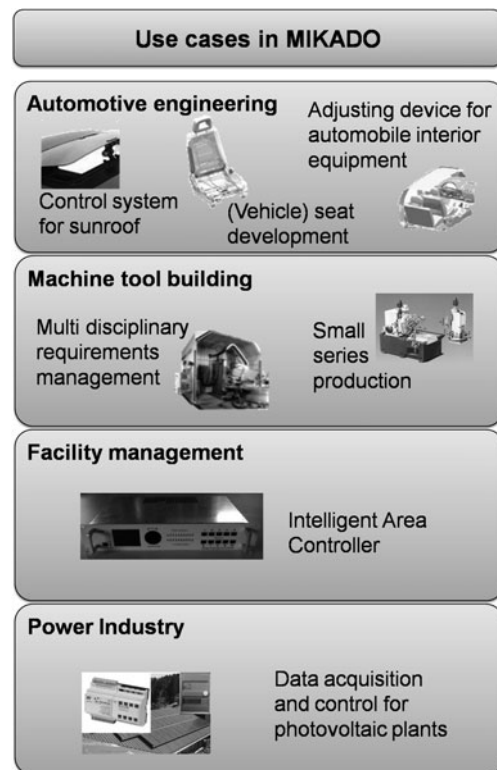 Use cases in MIKADO
Automotive engineering
Control system
for sunroof
(Vehicle) seat
development
Adjusting device for
automobile interior
equipment
Machine tool building
Multi disciplinary
requirements
management
Small
series
production
Facility management
Intelligent Area
Controller
Power Industry
Data acquisition
and control for
photovoltaic plants